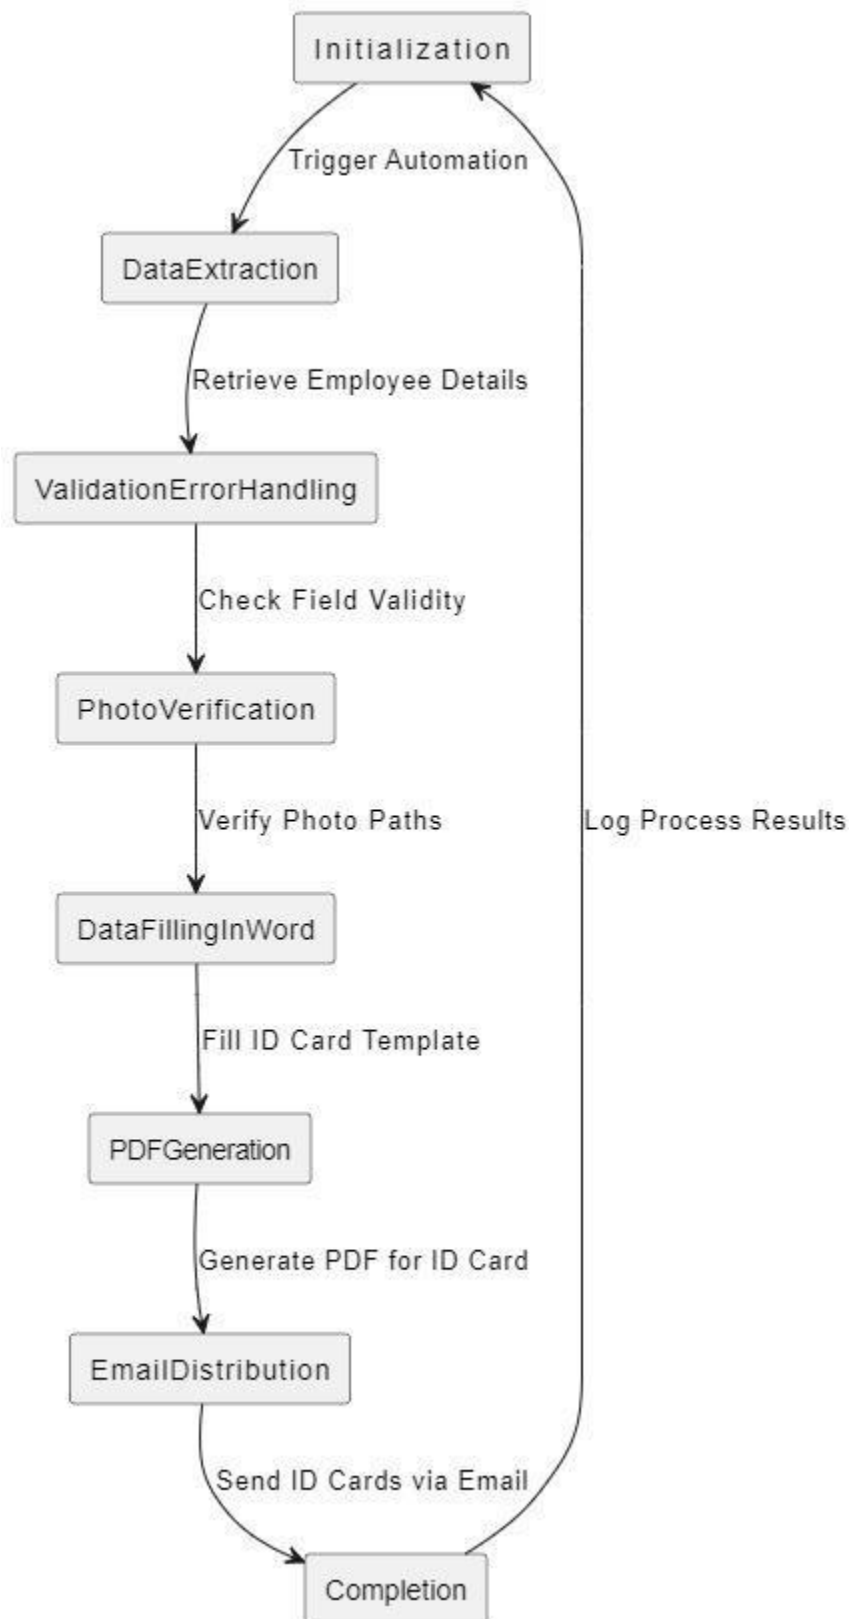 Initialization
Trigger Automation
DataExtraction
Retrieve Employee Details
ValidationErrorHandling
Check Field Validity
PhotoVerification
Verify Photo Paths
Log Process Results
DataFillingInWord
Fill ID Card Template
PDFGeneration
Generate PDF for ID Card
EmailDistribution
Send ID Cards via Email
Completion